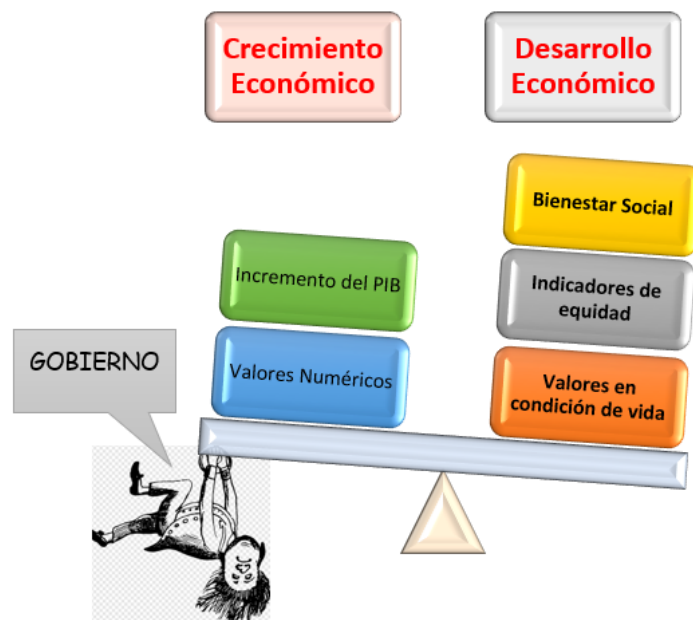 Crecimiento
Económico
Desarrollo
Económico
Bienestar Social
Incremento del PIB
Indicadores de
equidad
GOBIERNO
Valores Numéricos
Valores en
condición de vida